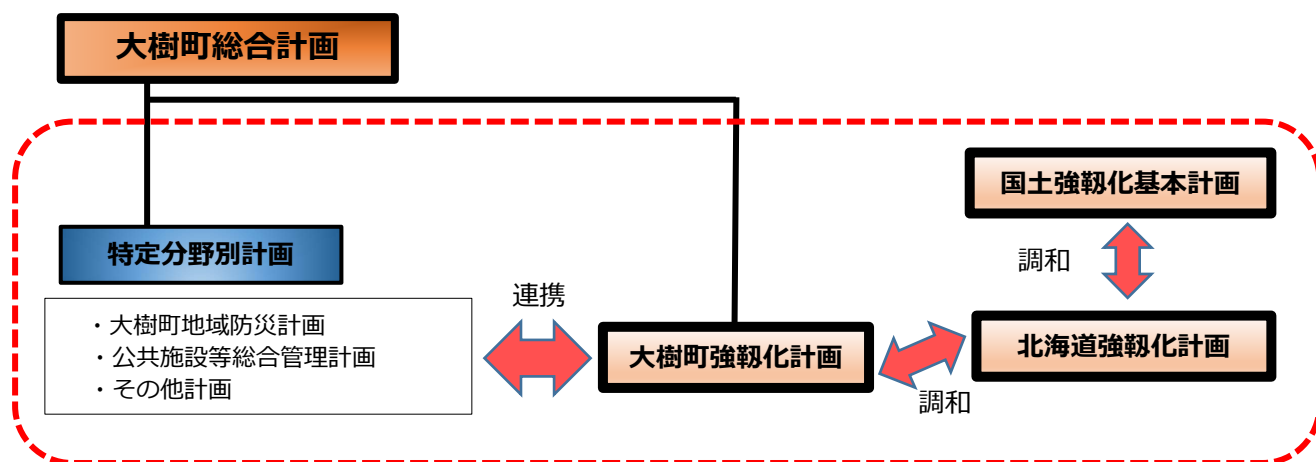 大樹町総合計画
国土強靱化基本計画
特定分野別計画
調和
連携
・大樹町地域防災計画
・公共施設等総合管理計画
・その他計画
大樹町強靱化計画
北海道強靱化計画
調和